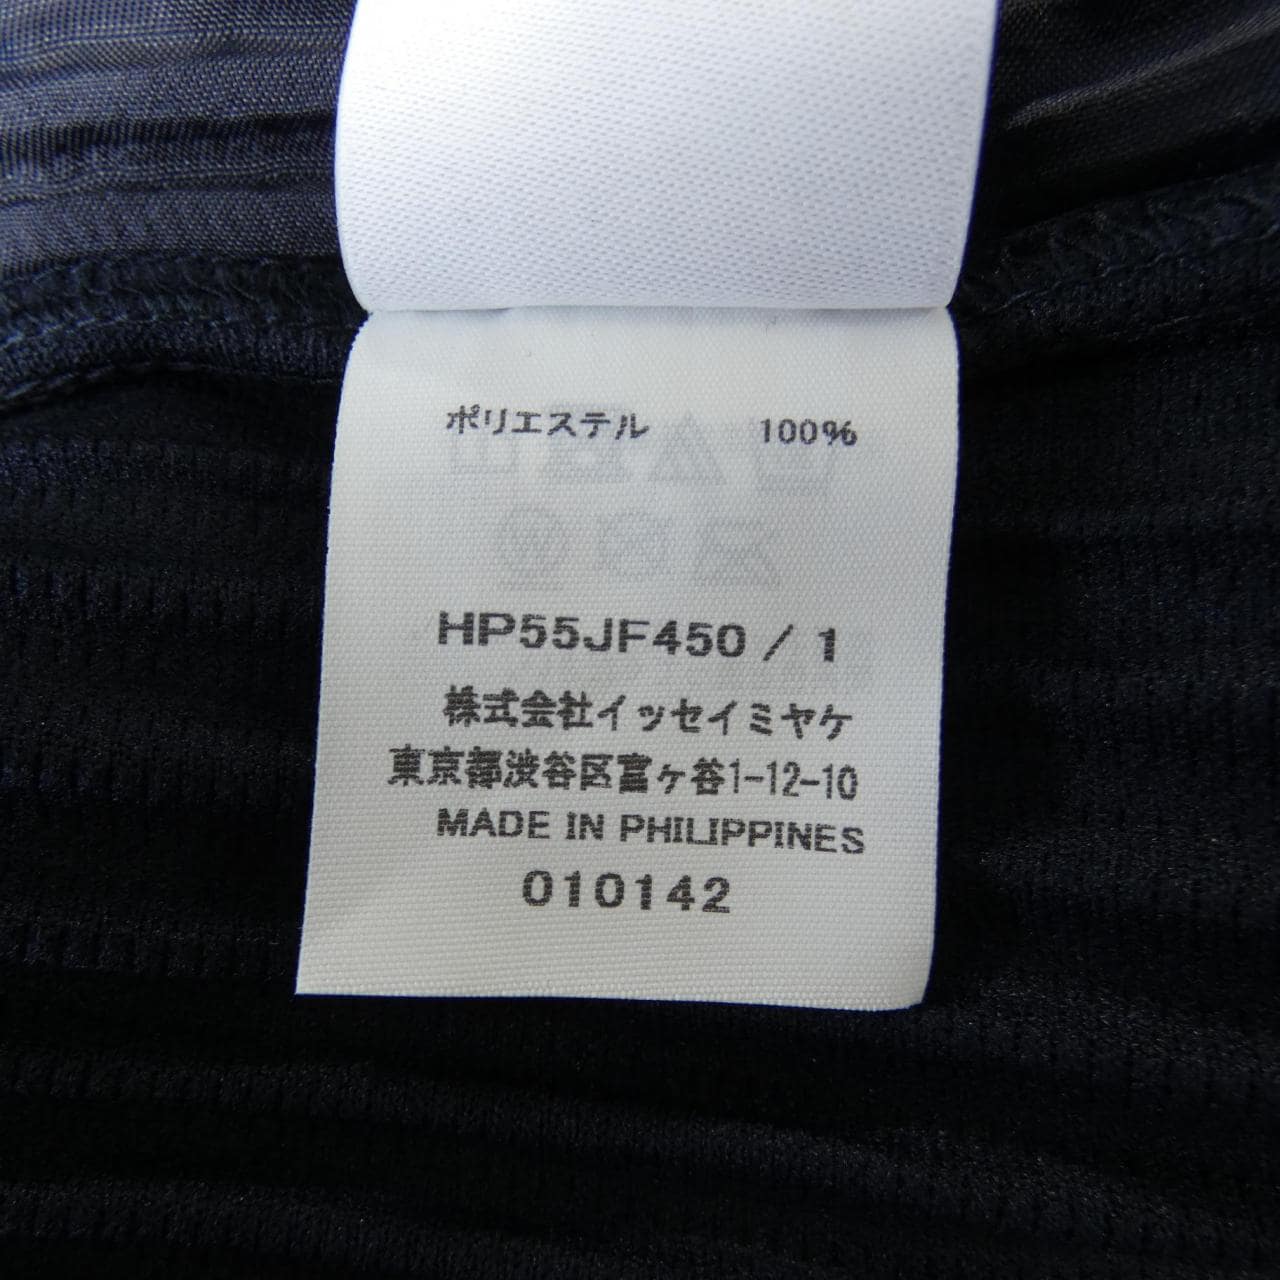 ポリエステル 100%
HP55JF450 / 1
株式会社イッセイミヤケ
東京都渋谷区富ヶ谷1-12-10
MADE IN PHILIPPINES
010142